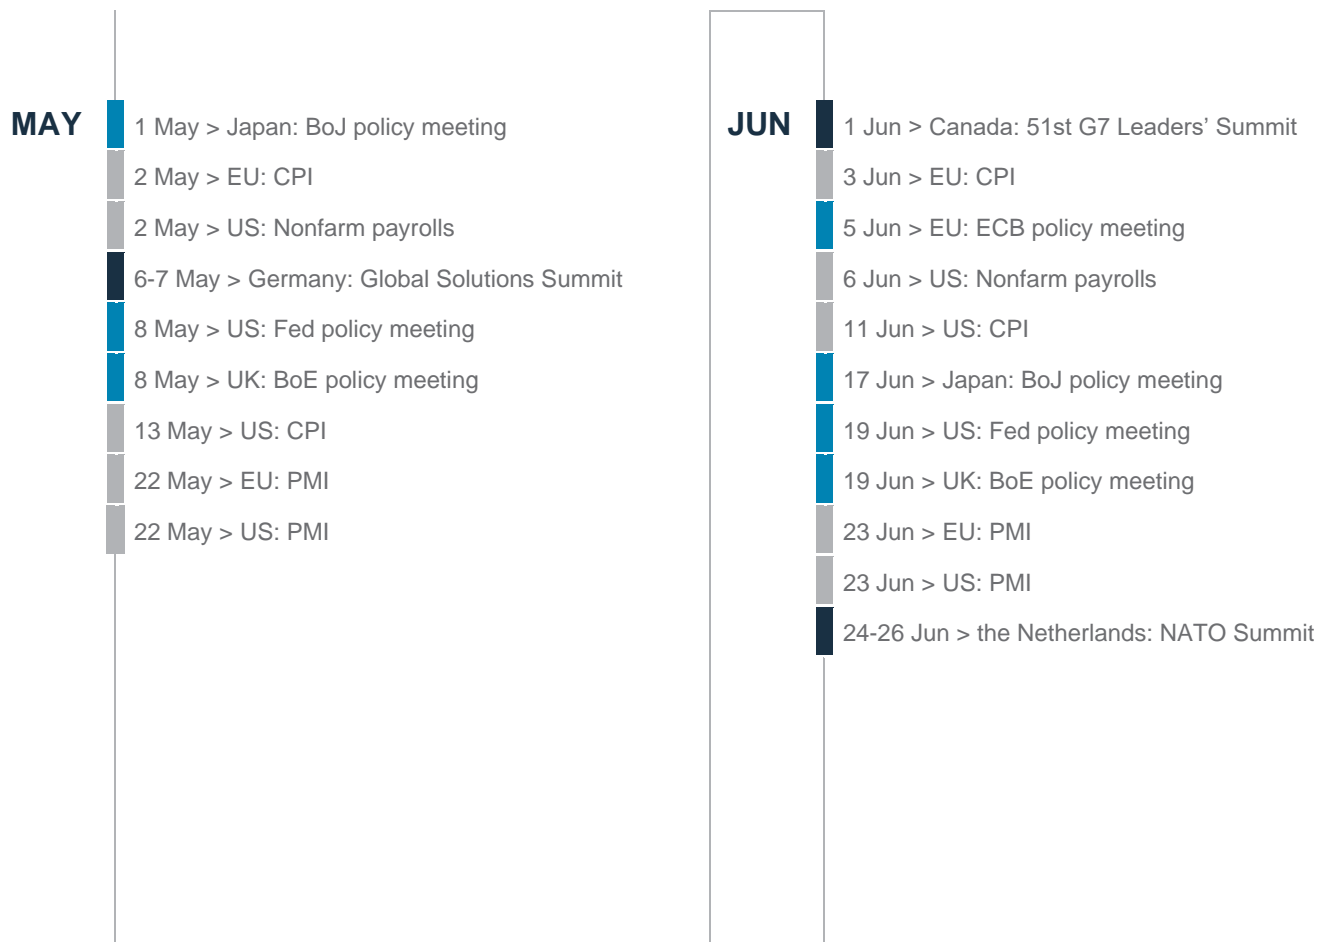 MAY
1 May > Japan: BoJ policy meeting
2 May > EU: CPI
2 May > US: Nonfarm payrolls
6-7 May > Germany: Global Solutions Summit
8 May > US: Fed policy meeting
8 May > UK: BoE policy meeting
13 May > US: CPI
22 May > EU: PMI
22 May > US: PMI
JUN
1 Jun > Canada: 51st G7 Leaders’ Summit
3 Jun > EU: CPI
5 Jun > EU: ECB policy meeting
6 Jun > US: Nonfarm payrolls
11 Jun > US: CPI
17 Jun > Japan: BoJ policy meeting
19 Jun > US: Fed policy meeting
19 Jun > UK: BoE policy meeting
23 Jun > EU: PMI
23 Jun > US: PMI
24-26 Jun > the Netherlands: NATO Summit